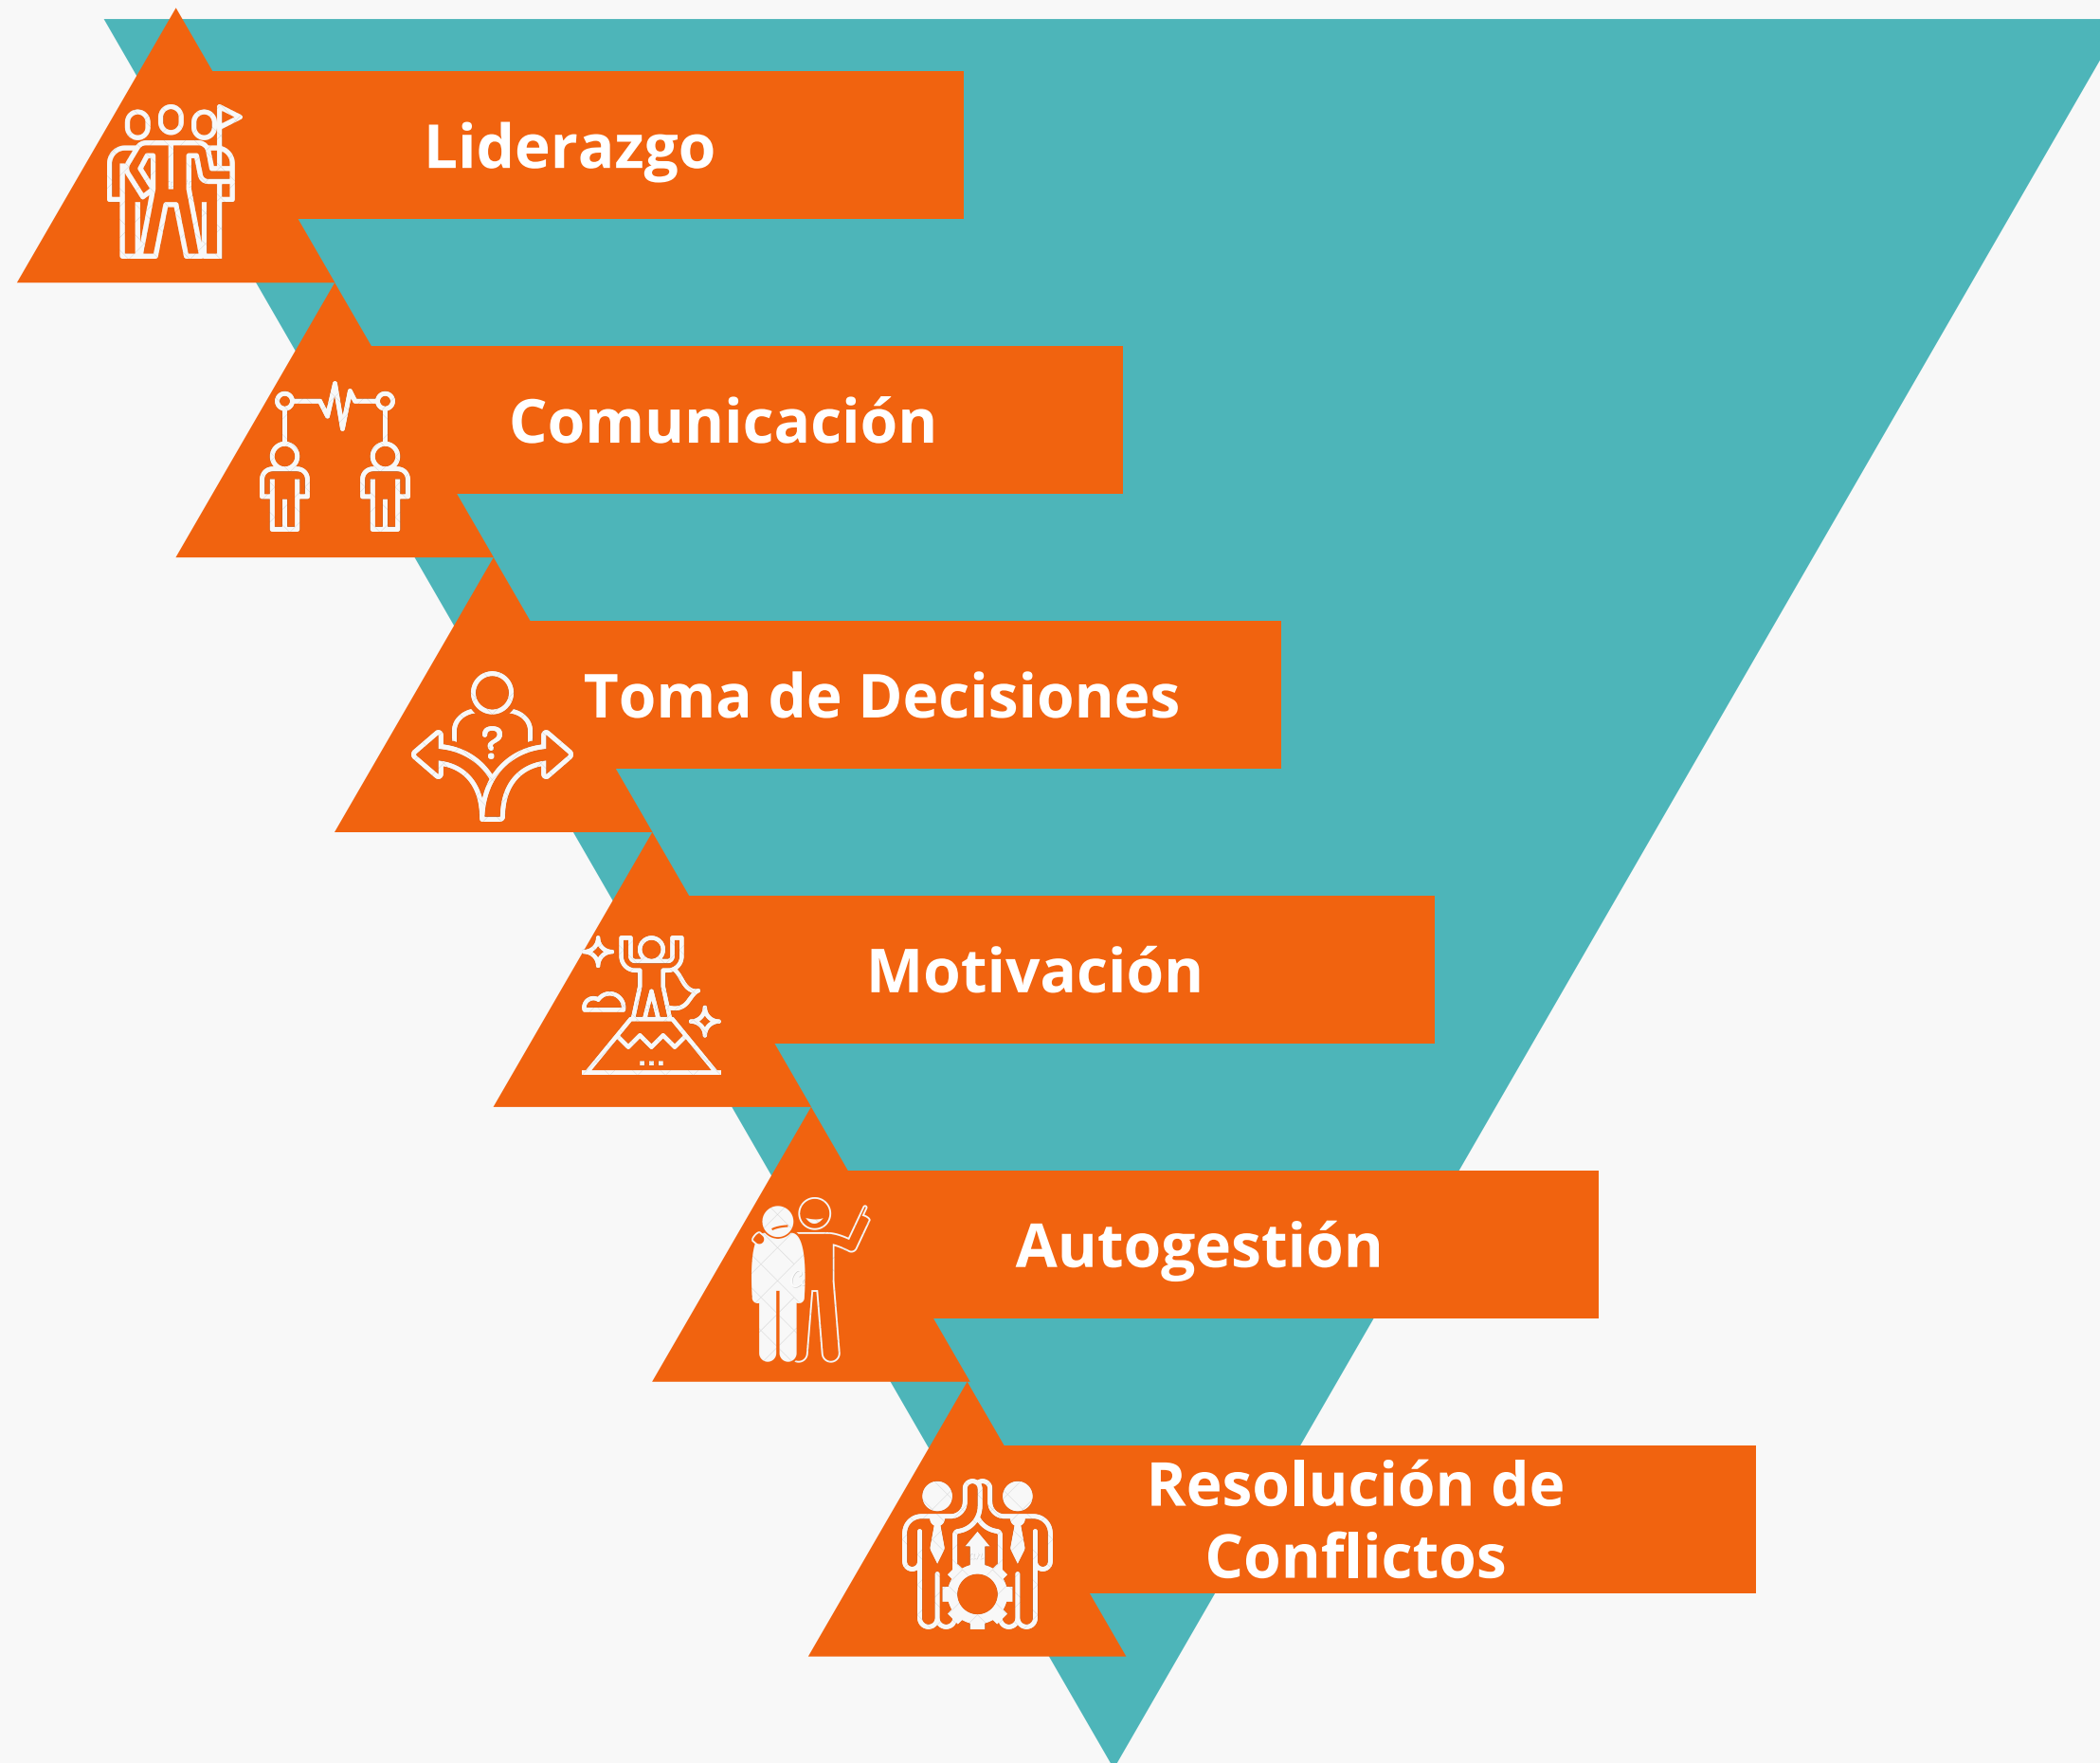 Liderazgo
Comunicación
Toma de Decisiones
?
Motivación
Autogestión
Resolución de
Conflictos